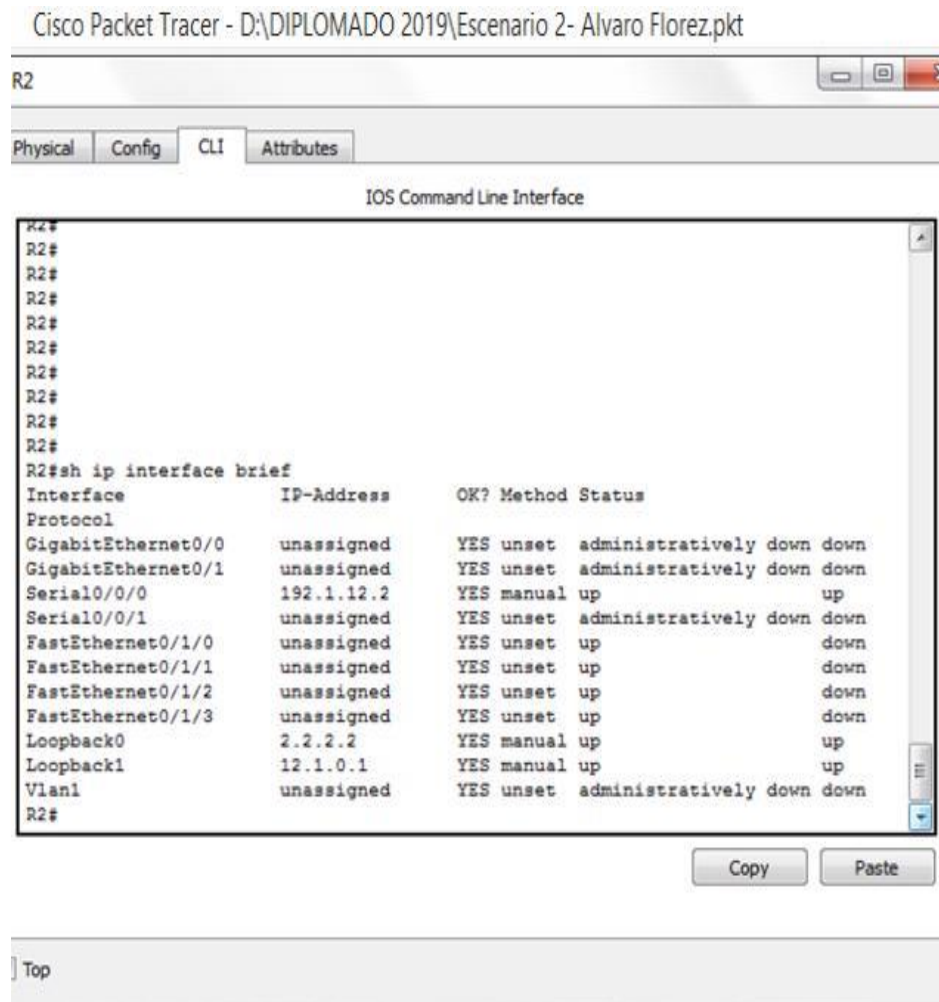 Cisco Packet Tracer - D:\DIPLOMADO 2019\Escenario 2- Alvaro Florez.pkt
R2
Physical Config CLI Attributes
IOS Command Line Interface
R2#
R2#
R2#
R2#
R2#
R2#
R2#
R2#
R2#
R2#
R2#sh ip interface brief
Interface IP-Address OK? Method Status
Protocol
GigabitEthernet0/0 unassigned YES unset administratively down down
GigabitEthernet0/1 unassigned YES unset administratively down down
Serial0/0/0 192.1.12.2 YES manual up up
Serial0/0/1 unassigned YES unset administratively down down
FastEthernet0/1/0 unassigned YES unset up down
FastEthernet0/1/1 unassigned YES unset up down
FastEthernet0/1/2 unassigned YES unset up down
FastEthernet0/1/3 unassigned YES unset up down
Loopback0 2.2.2.2 YES manual up up
Loopback1 12.1.0.1 YES manual up up
Vlan1 unassigned YES unset administratively down down
R2#
Copy Paste
Top